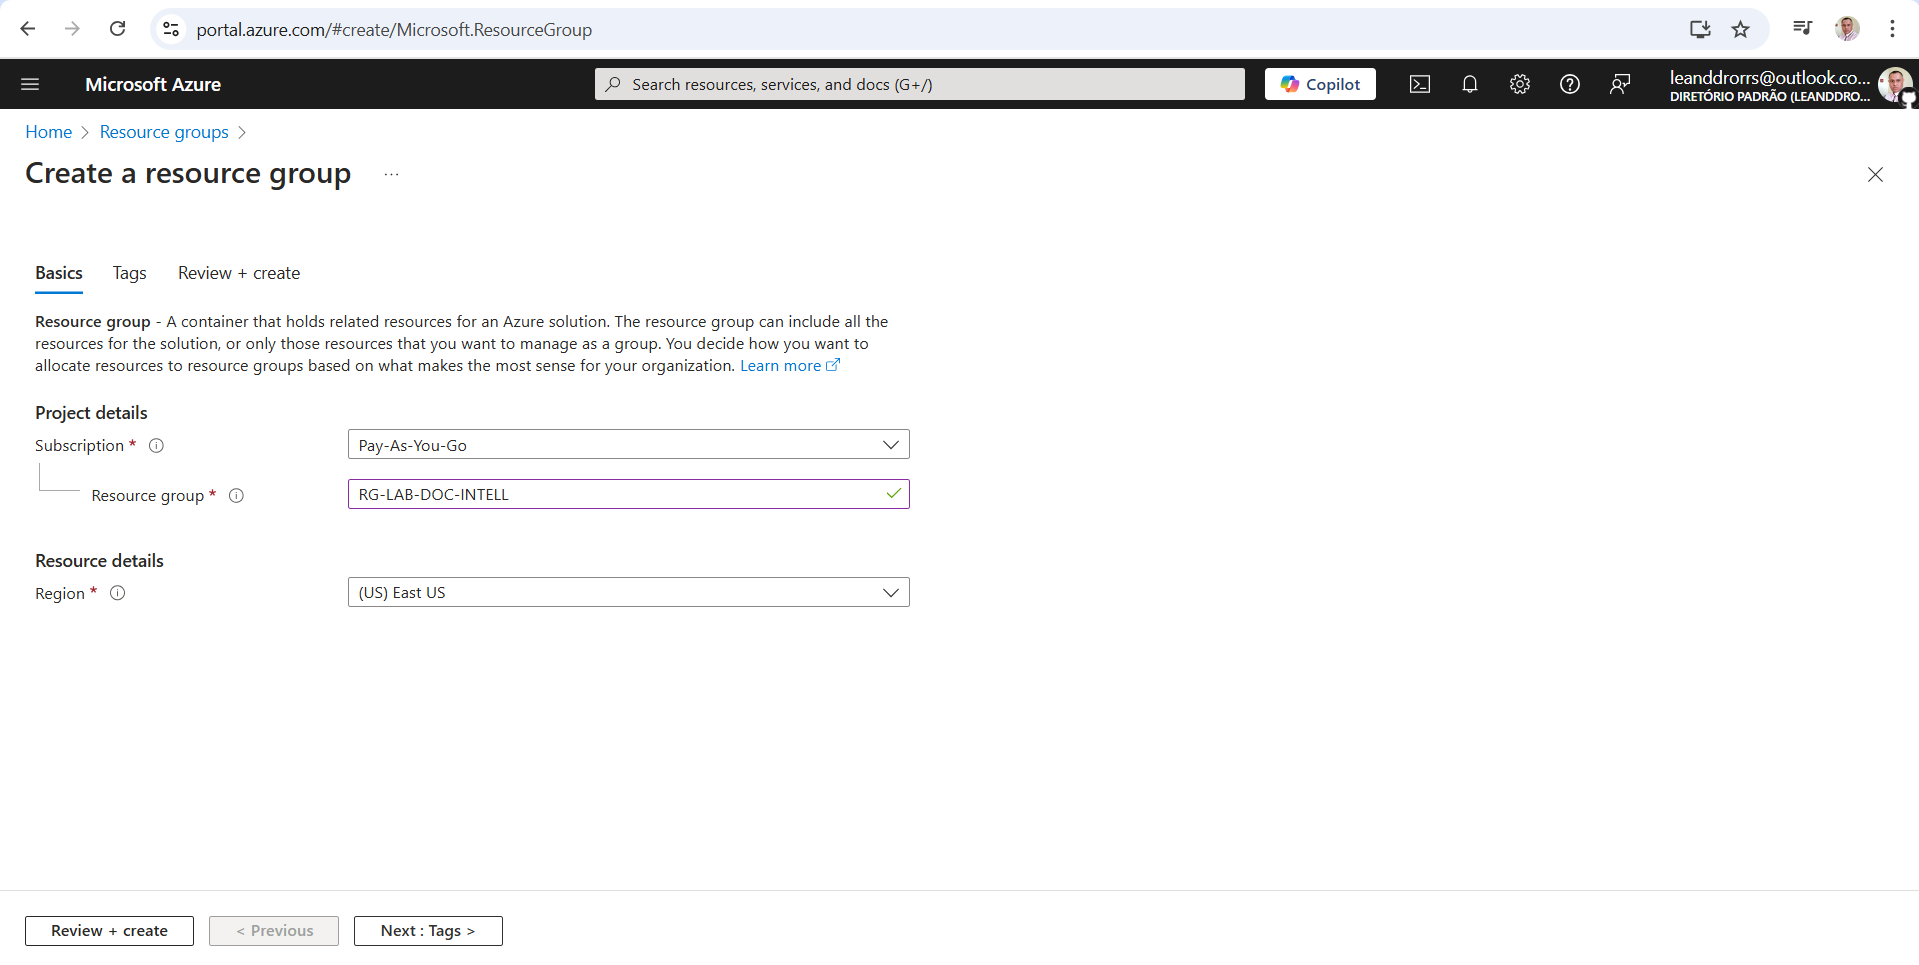 portal.azure.com/#create/Microsoft.ResourceGroup
Microsoft Azure
Search resources, services, and docs (G+/)
Copilot
leanddrorrs@outlook.co...
DIRETÓRIO PADRÃO (LEANDDRO...
Home > Resource groups >
Create a resource group ...
Basics Tags Review + create
Resource group - A container that holds related resources for an Azure solution. The resource group can include all the
resources for the solution, or only those resources that you want to manage as a group. You decide how you want to
allocate resources to resource groups based on what makes the most sense for your organization. Learn more
Project details
Subscription * Pay-As-You-Go
Resource group * RG-LAB-DOC-INTELL
Resource details
Region * (US) East US
Review + create < Previous Next : Tags >